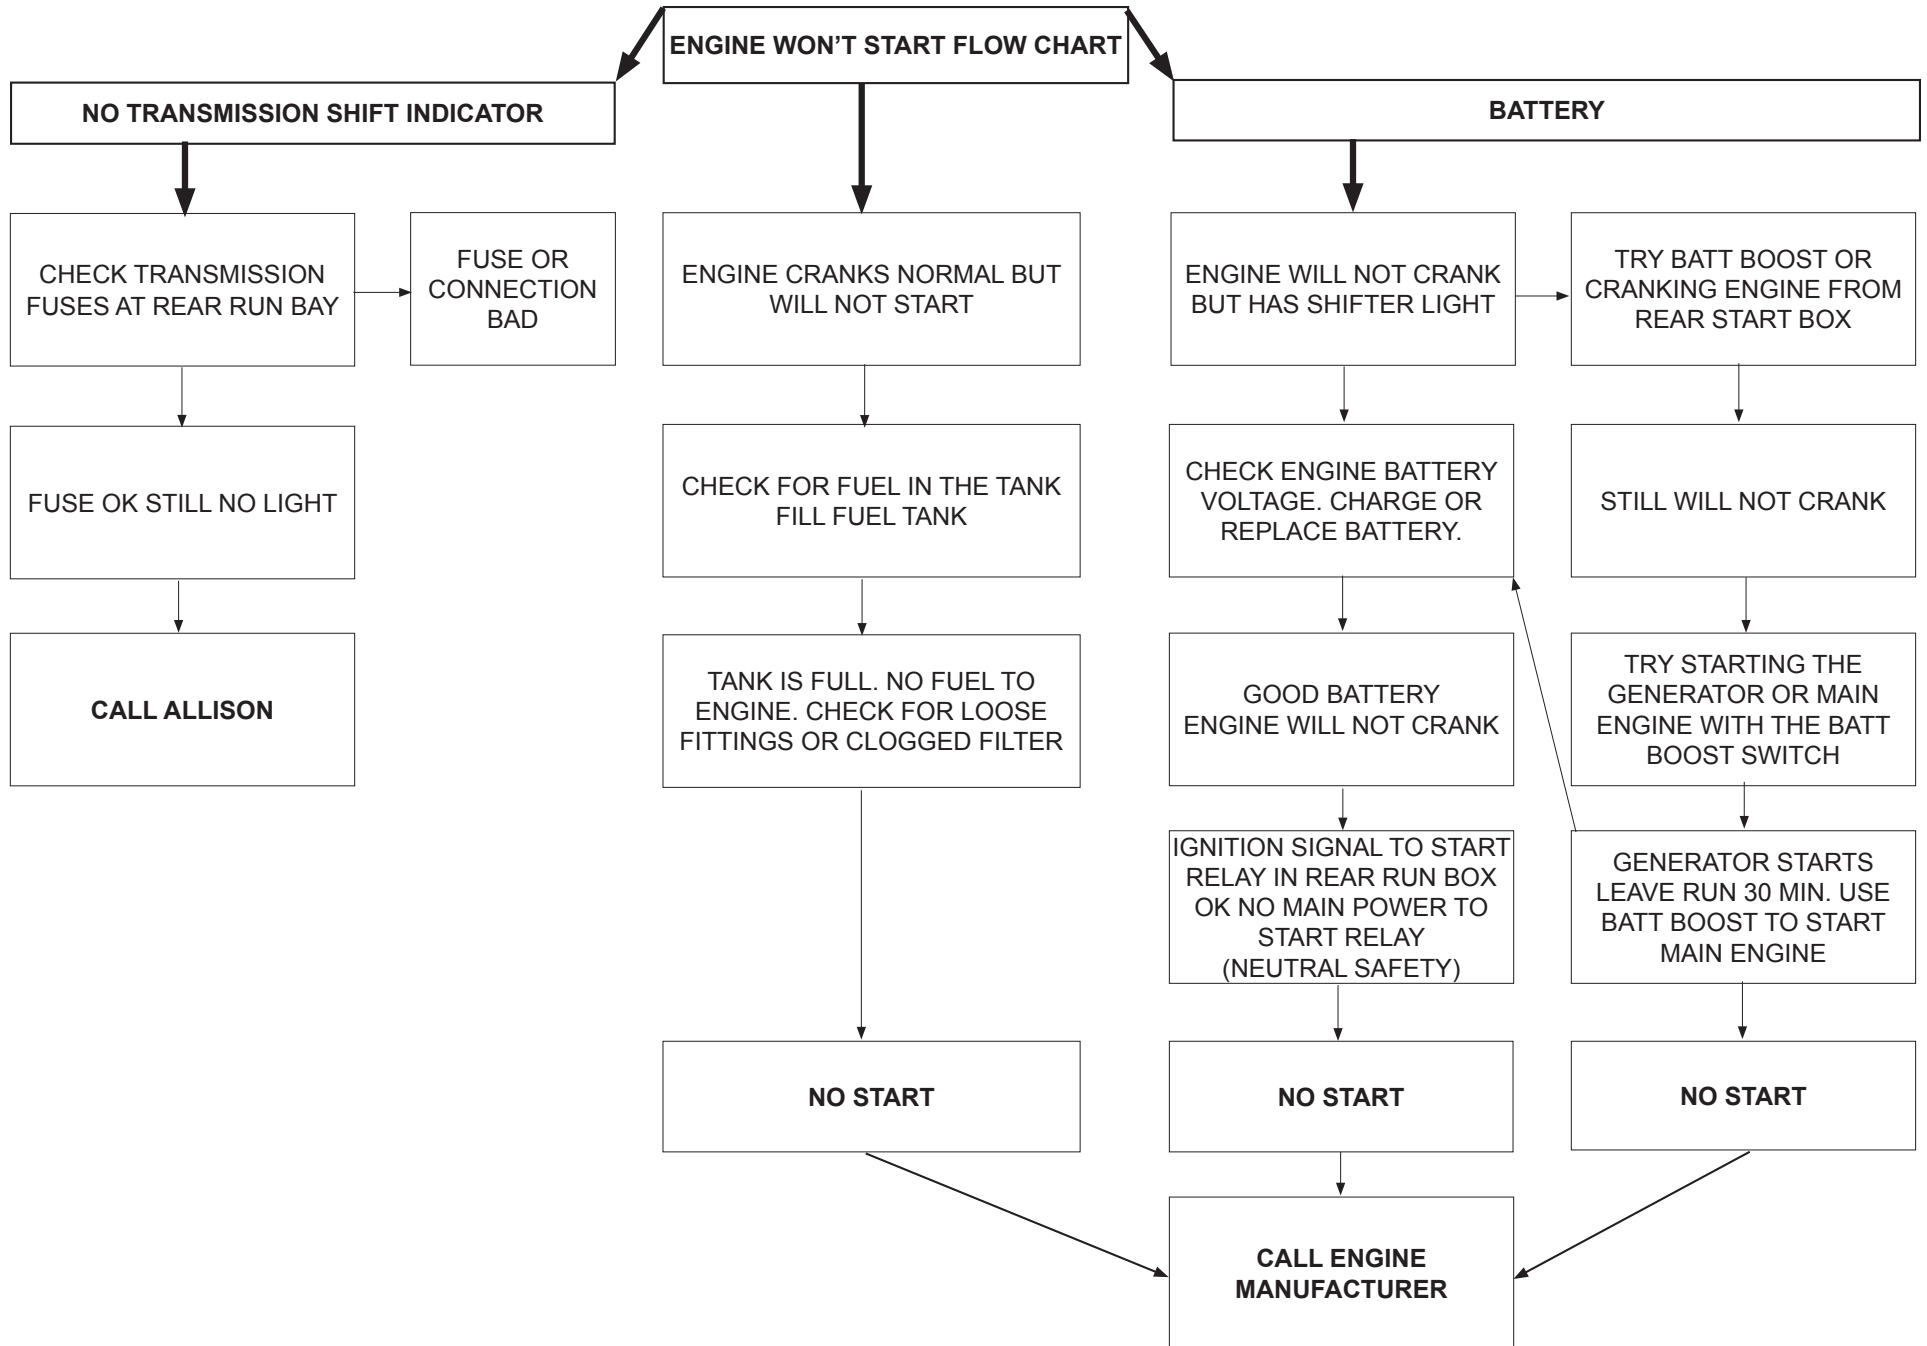 ENGINE WON’T START FLOW CHART
NO TRANSMISSION SHIFT INDICATOR
BATTERY
CHECK TRANSMISSION
FUSES AT REAR RUN BAY
FUSE OR
CONNECTION
BAD
ENGINE CRANKS NORMAL BUT
WILL NOT START
ENGINE WILL NOT CRANK
BUT HAS SHIFTER LIGHT
TRY BATT BOOST OR
CRANKING ENGINE FROM
REAR START BOX
FUSE OK STILL NO LIGHT
CHECK FOR FUEL IN THE TANK
FILL FUEL TANK
CHECK ENGINE BATTERY
VOLTAGE. CHARGE OR
REPLACE BATTERY.
STILL WILL NOT CRANK
CALL ALLISON
TANK IS FULL. NO FUEL TO
ENGINE. CHECK FOR LOOSE
FITTINGS OR CLOGGED FILTER
GOOD BATTERY
ENGINE WILL NOT CRANK
TRY STARTING THE
GENERATOR OR MAIN
ENGINE WITH THE BATT
BOOST SWITCH
IGNITION SIGNAL TO START
RELAY IN REAR RUN BOX
OK NO MAIN POWER TO
START RELAY
(NEUTRAL SAFETY)
GENERATOR STARTS
LEAVE RUN 30 MIN. USE
BATT BOOST TO START
MAIN ENGINE
NO START
NO START
NO START
CALL ENGINE
MANUFACTURER